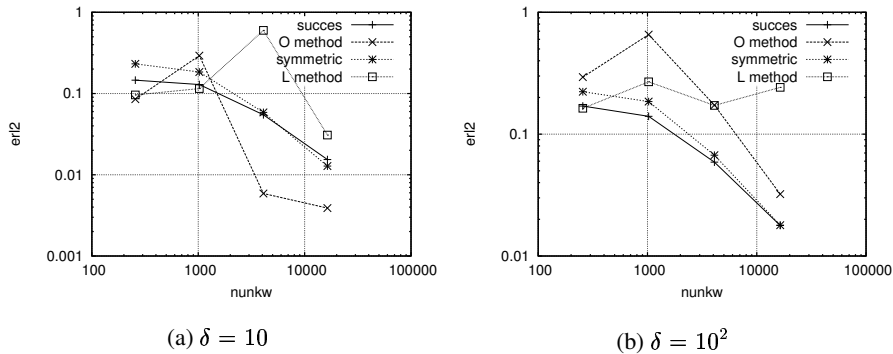 1
0.1
0.01
0.001
100
1000
10000
100000
erl2
nunkw
succes
O method
symmetric
L method
(a) δ = 10
1
0.1
0.01
100
1000
10000
100000
erl2
nunkw
succes
O method
symmetric
L method
(b) δ = 10²